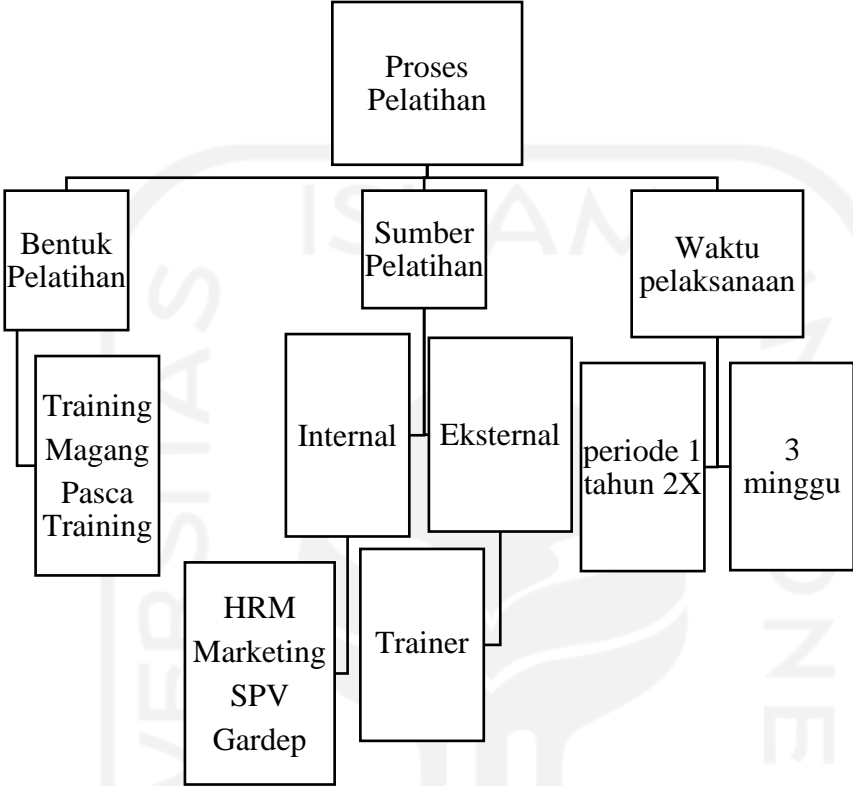 Proses
Pelatihan
Bentuk
Pelatihan
Sumber
Pelatihan
Waktu
pelaksanaan
Training
Magang
Pasca
Training
Internal
Eksternal
periode 1
tahun 2X
3
minggu
HRM
Marketing
SPV
Gardep
Trainer
ISLAM